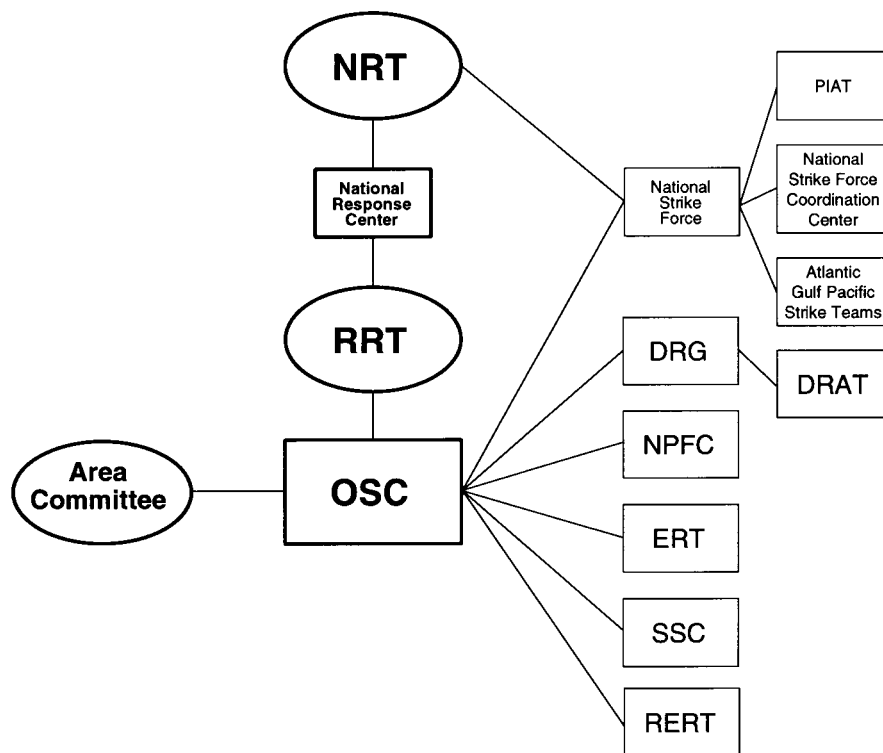 NRT
National
Response
Center
RRT
Area
Committee
OSC
National
Strike
Force
PIAT
National
Strike Force
Coordination
Center
Atlantic
Gulf Pacific
Strike Teams
DRG
DRAT
NPFC
ERT
SSC
RERT